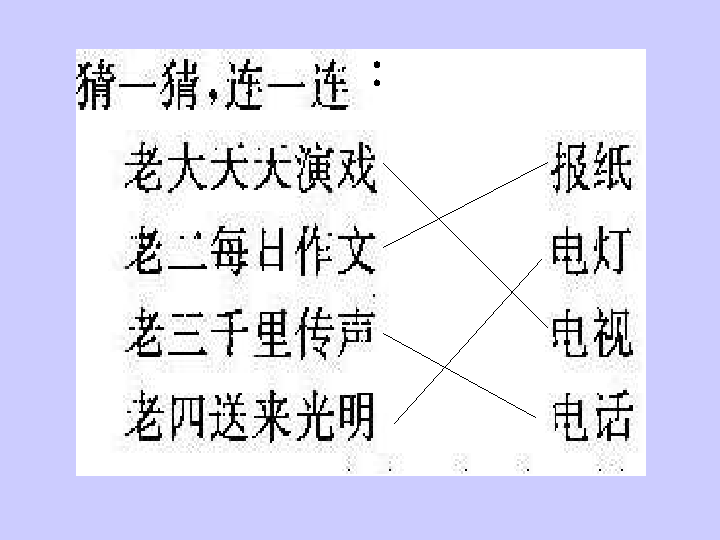 猜一猜,连一连:
老大天天演戏 报纸
老二每日作文 电灯
老三千里传声 电视
老四送来光明 电话